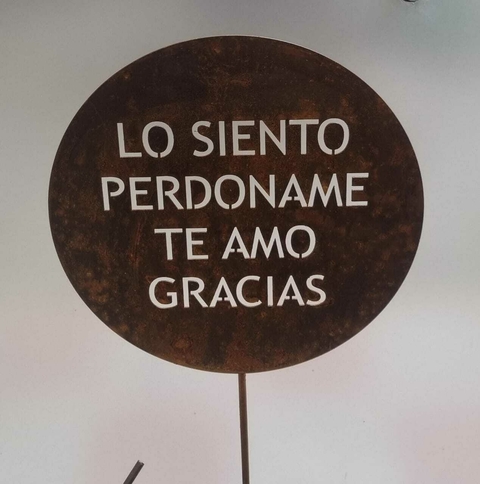 LO SIENTO
PERDONAME
TE AMO
GRACIAS